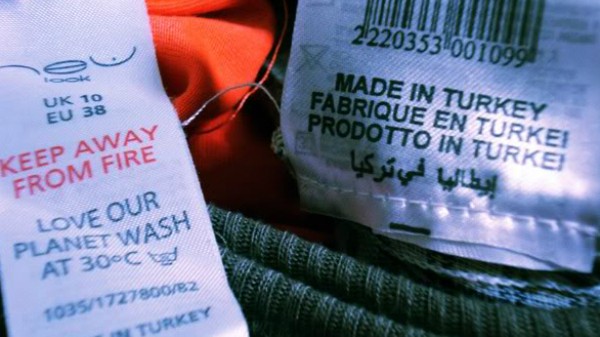 new
look
UK 10
EU 38
KEEP AWAY
FROM FIRE
LOVE OUR
PLANET WASH
AT 30°C
1035/1727800/82
IN TURKEY
2220353 001099
MADE IN TURKEY
FABRIQUE EN TURKEI
PRODOTTO IN TURKEI
إيطاليا في تركيا